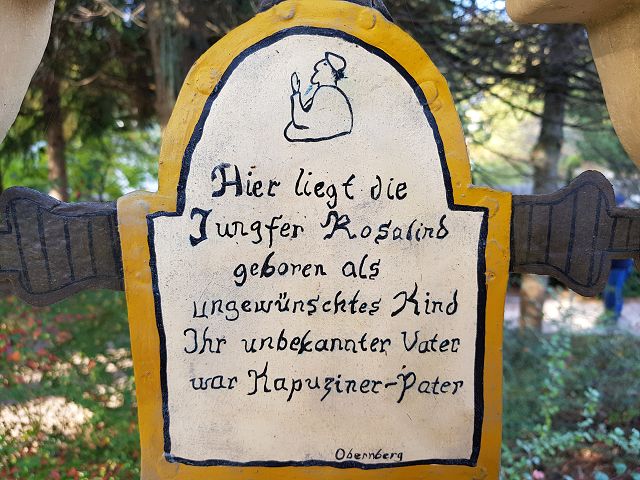 Hier liegt die
Jungfer Rosalind
geboren als
ungewünschtes Kind
Ihr unbekannter Vater
war Kapuziner-Pater
Obernberg